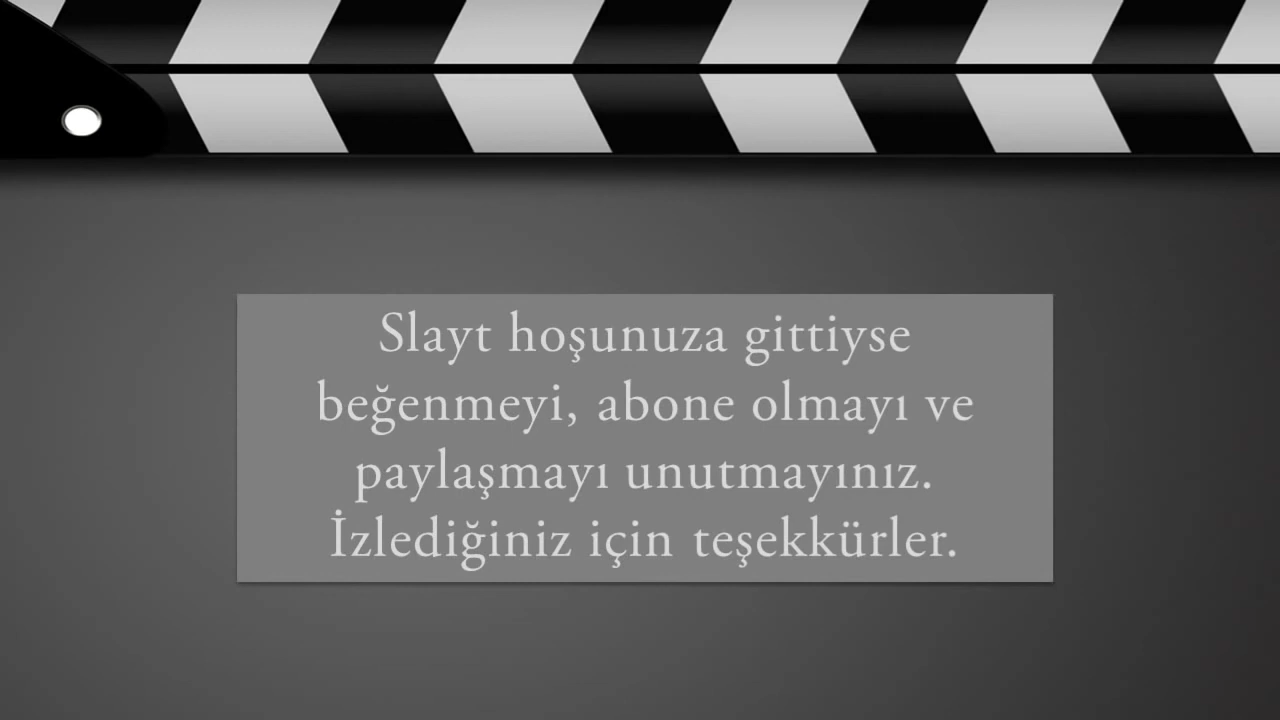 Slayt hoşunuza gittiyse
beğenmeyi, abone olmayı ve
paylaşmayı unutmayınız.
İzlediğiniz için teşekkürler.